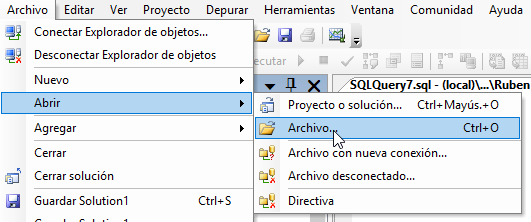 Archivo Editar Ver Proyecto Depurar Herramientas Ventana Comunidad Ayuda
Conectar Explorador de objetos...
Desconectar Explorador de objetos
ecutar
Nuevo
SQLQuery7.sql - (local)\...\Ruben
Abrir
Proyecto o solución... Ctrl+Mayús.+O
Agregar
Archivo... Ctrl+O
Cerrar
Archivo con nueva conexión...
Cerrar solución
Archivo desconectado...
Guardar Solution1 Ctrl+S
Directiva